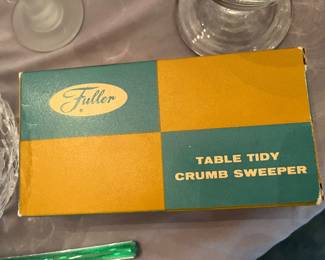 Fuller
®
TABLE TIDY
CRUMB SWEEPER